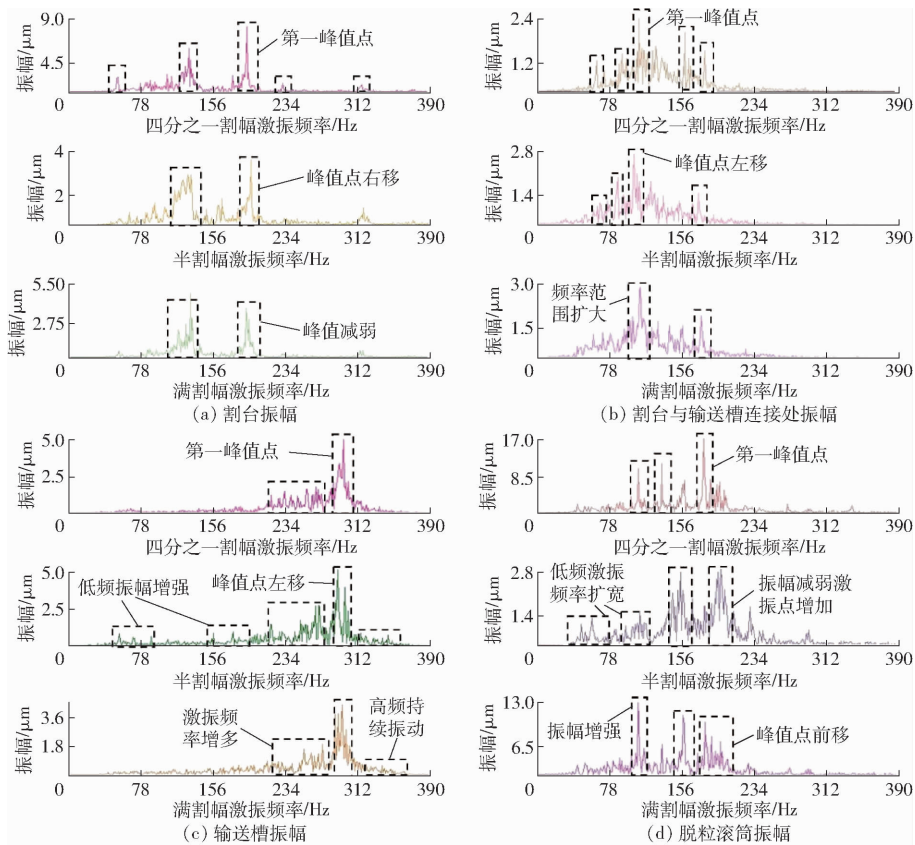 9.0
4.5
0
振幅/μm
第一峰值点
78
156
234
312
390
四分之一割幅激振频率/Hz
4
2
0
振幅/μm
峰值点右移
78
156
234
312
390
半割幅激振频率/Hz
5.50
2.75
0
振幅/μm
峰值减弱
78
156
234
312
390
满割幅激振频率/Hz
(a) 割台振幅
2.4
1.2
0
振幅/μm
第一峰值点
78
156
234
312
390
四分之一割幅激振频率/Hz
2.8
1.4
0
振幅/μm
峰值点左移
78
156
234
312
390
半割幅激振频率/Hz
3.0
1.5
0
振幅/μm
频率范
围扩大
78
156
234
312
390
满割幅激振频率/Hz
(b) 割台与输送槽连接处振幅
5.0
2.5
0
振幅/μm
第一峰值点
78
156
234
312
390
四分之一割幅激振频率/Hz
5.0
2.5
0
振幅/μm
低频振幅增强
峰值点左移
78
156
234
312
390
半割幅激振频率/Hz
3.6
1.8
0
振幅/μm
激振频
率增多
高频持
续振动
78
156
234
312
390
满割幅激振频率/Hz
(c) 输送槽振幅
17.0
8.5
0
振幅/μm
第一峰值点
78
156
234
312
390
四分之一割幅激振频率/Hz
2.8
1.4
0
振幅/μm
低频激振
频率扩宽
振幅减弱激
振点增加
78
156
234
312
390
半割幅激振频率/Hz
13.0
6.5
0
振幅/μm
振幅增强
峰值点前移
78
156
234
312
390
满割幅激振频率/Hz
(d) 脱粒滚筒振幅